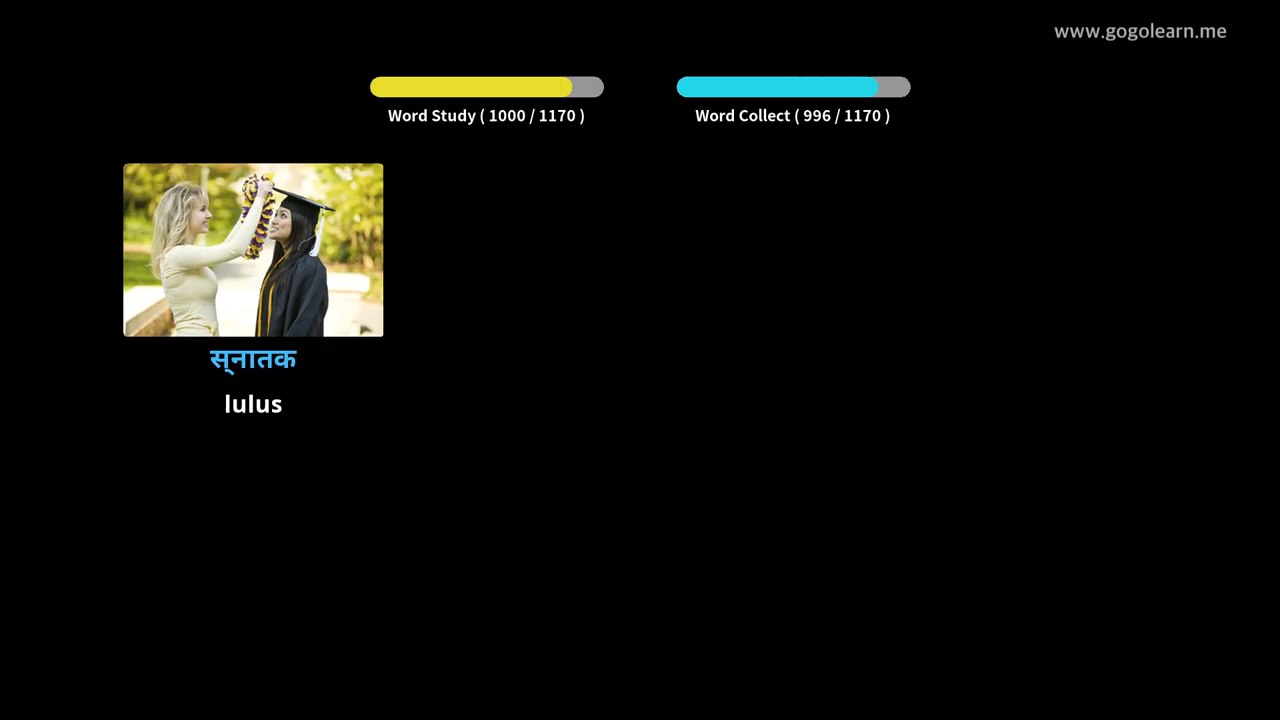 www.gogolearn.me
Word Study ( 1000 / 1170 )
Word Collect ( 996 / 1170 )
स्नातक
lulus